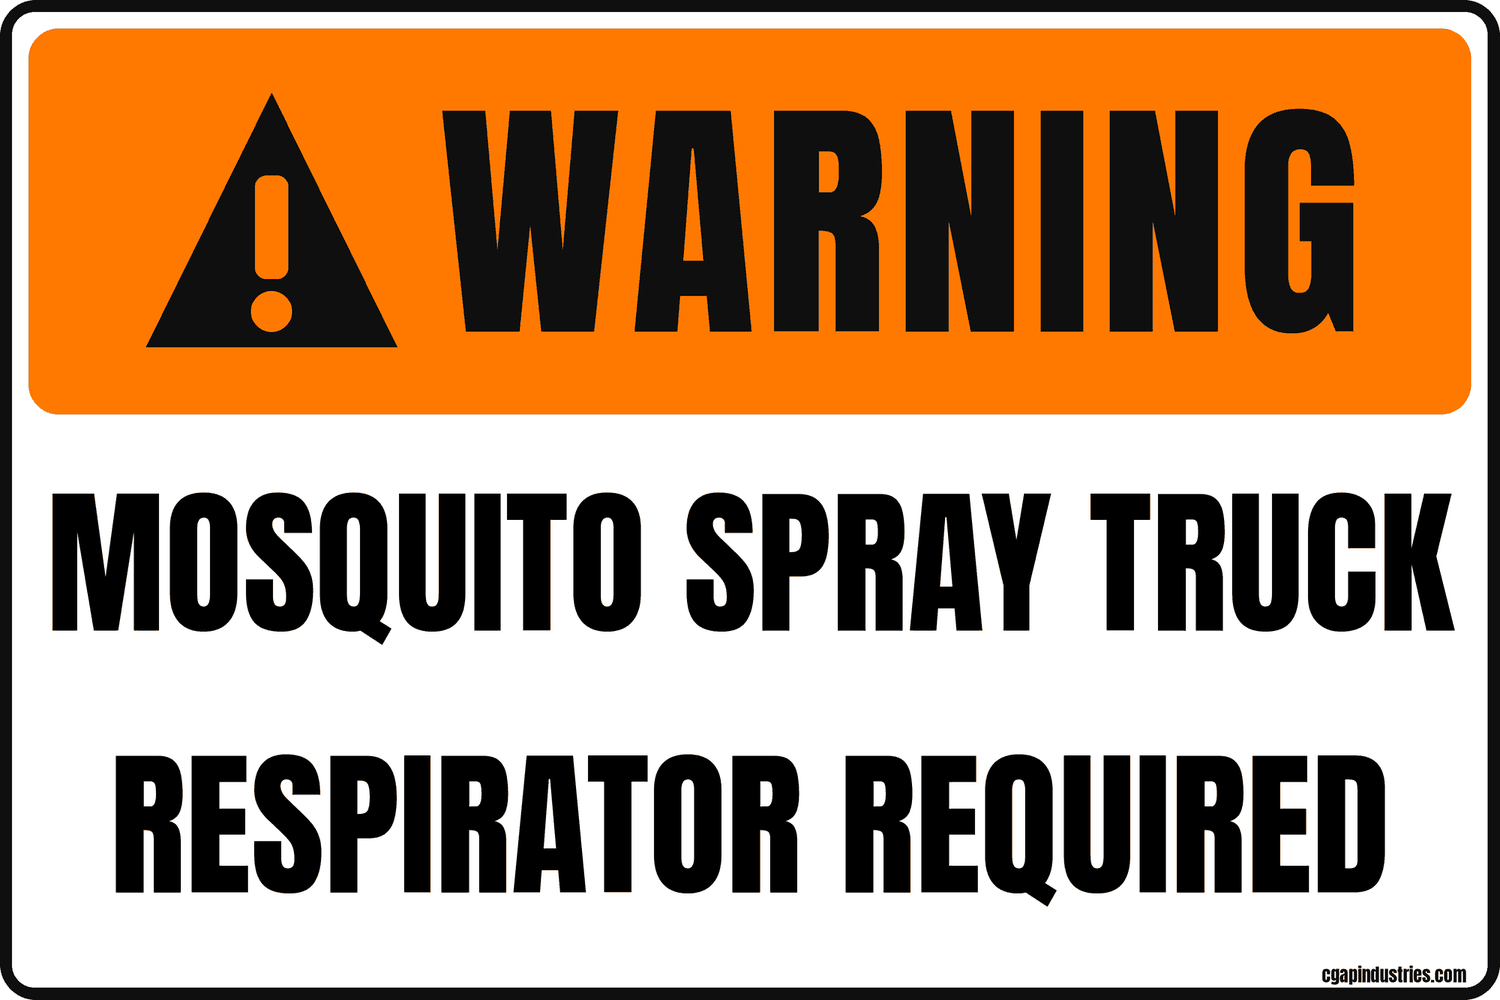 WARNING
MOSQUITO SPRAY TRUCK
RESPIRATOR REQUIRED
cgapindustries.com